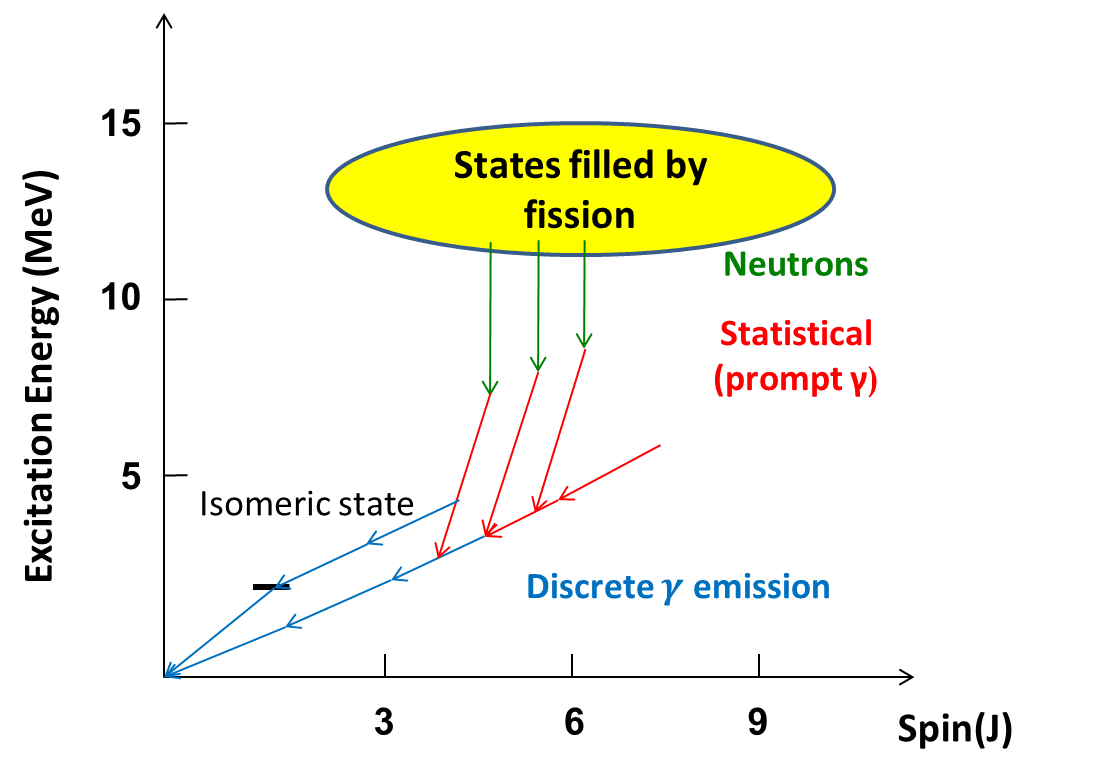 Excitation Energy (MeV)
15
10
5
States filled by
fission
Neutrons
Statistical
(prompt γ)
Isomeric state
Discrete γ emission
3
6
9
Spin(J)